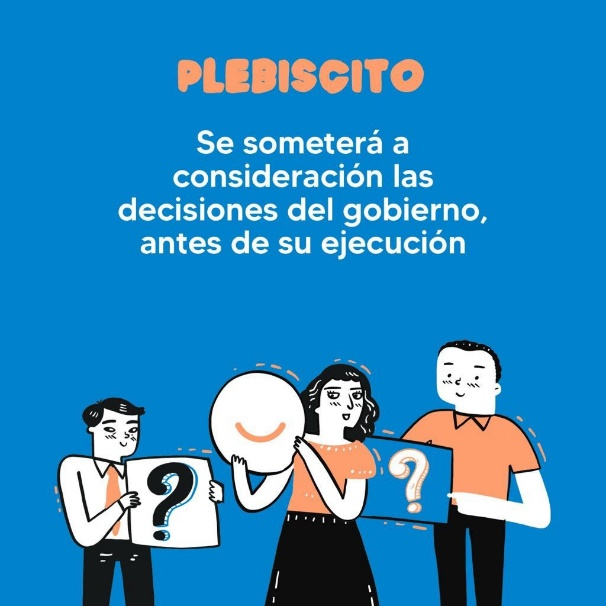 PLEBISCITO
Se someterá a
consideración las
decisiones del gobierno,
antes de su ejecución
?
?